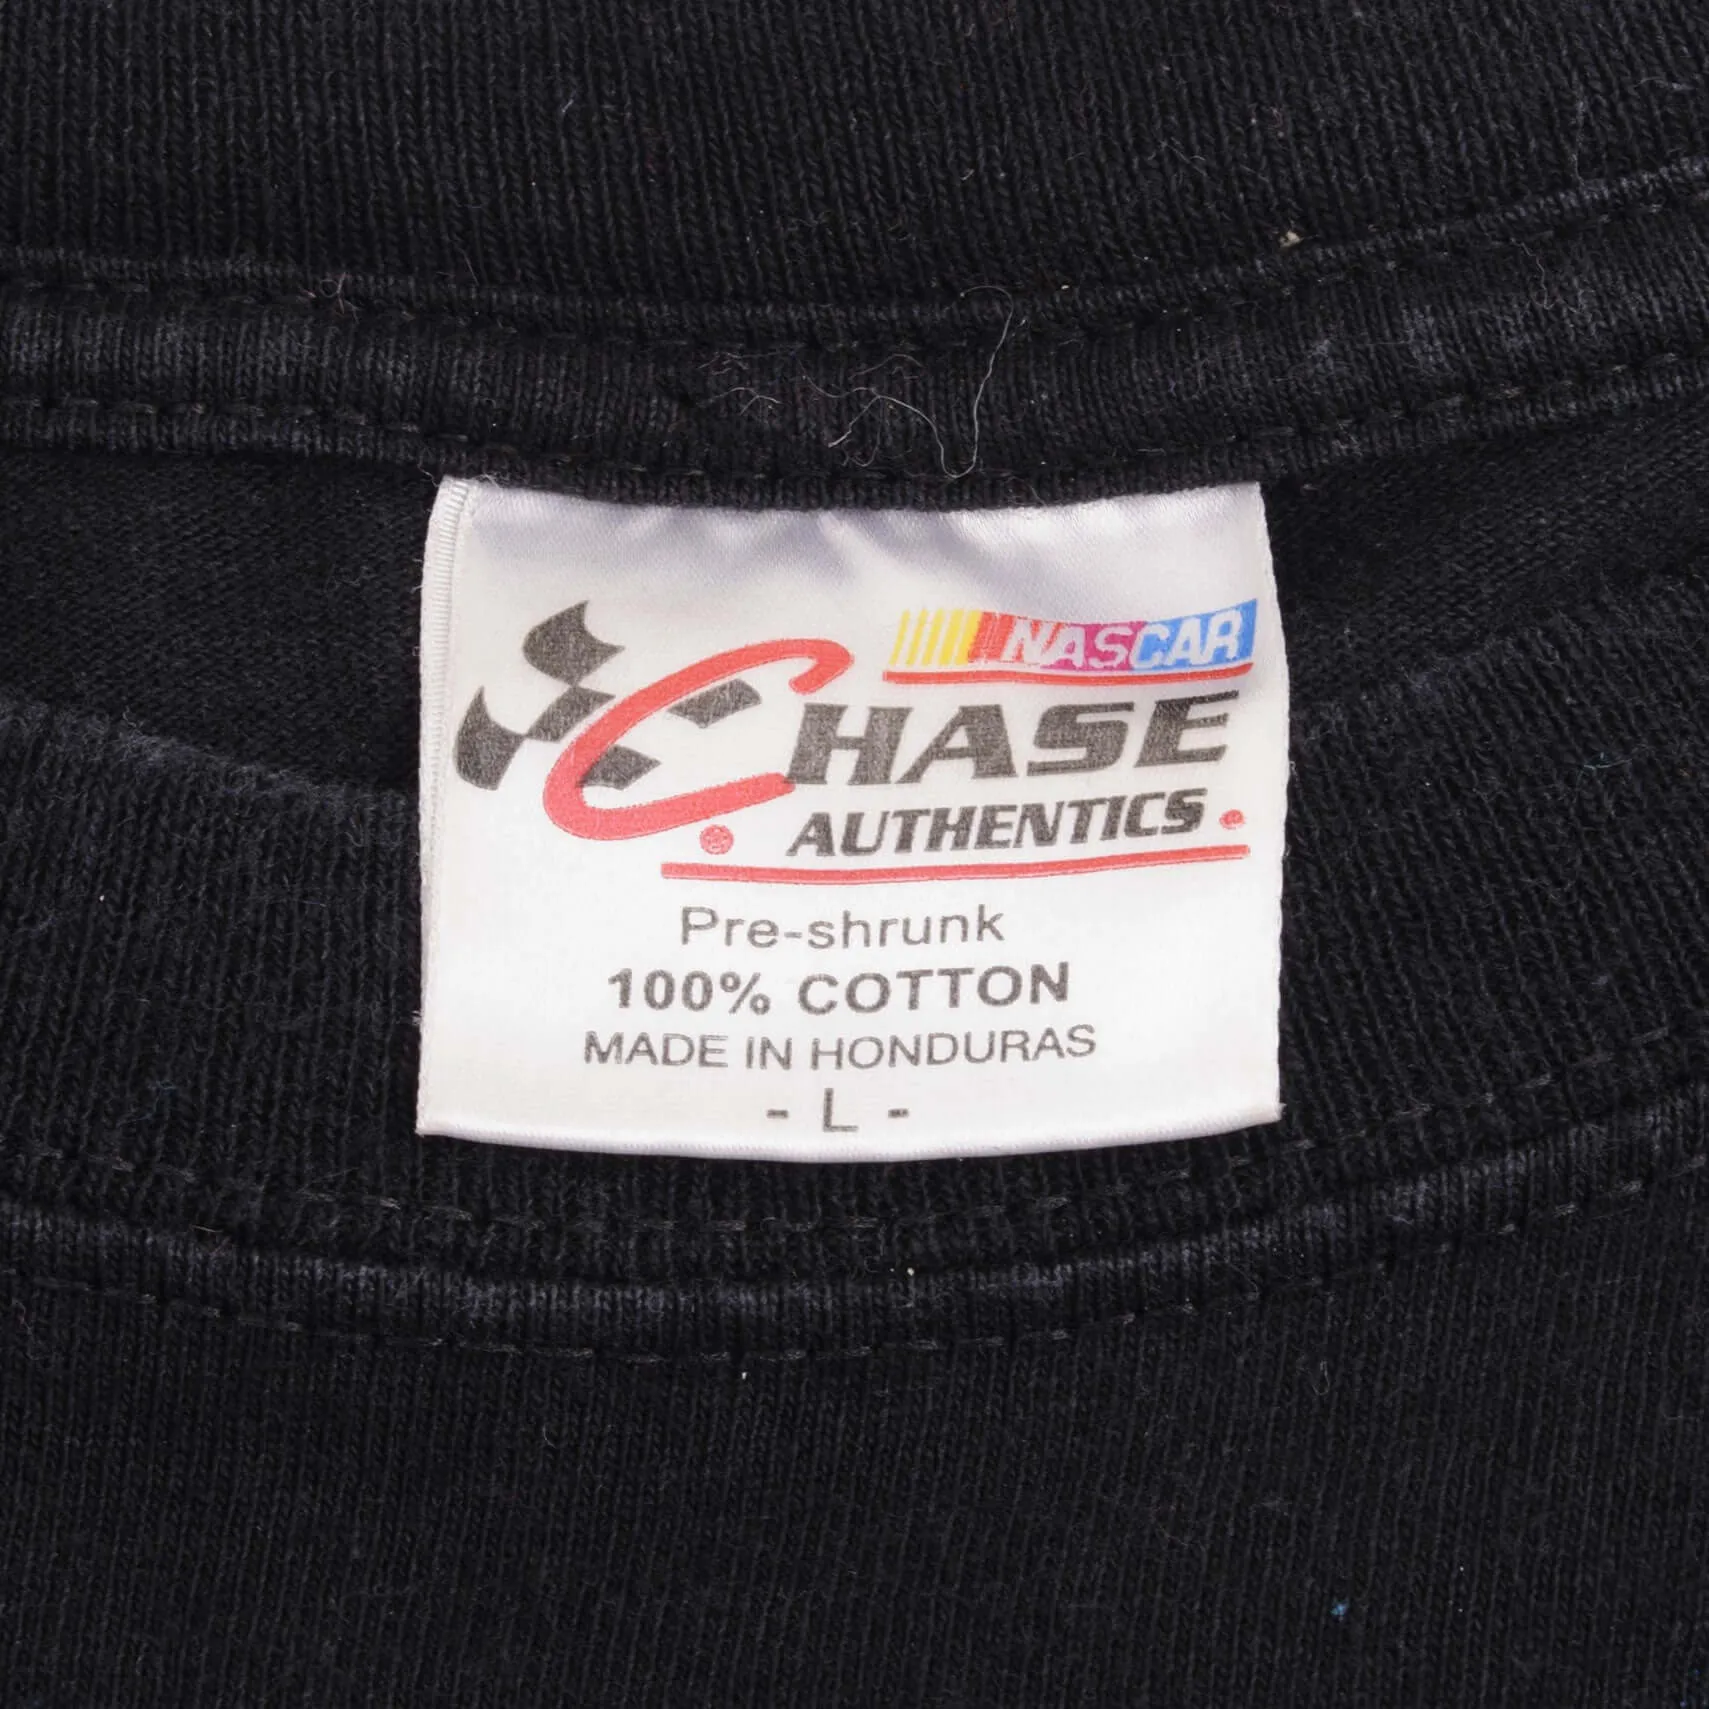 NASCAR
CHASE
AUTHENTICS
Pre-shrunk
100% COTTON
MADE IN HONDURAS
- L -